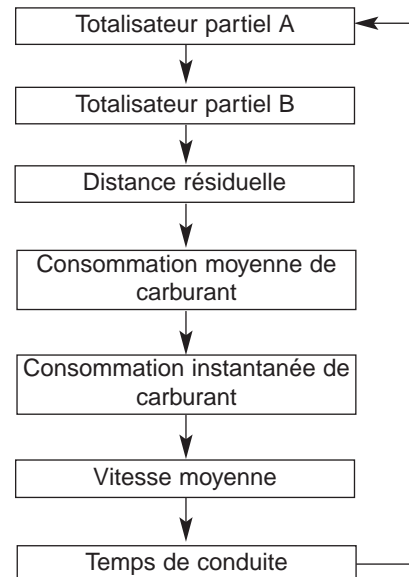 Totalisateur partiel A
Totalisateur partiel B
Distance résiduelle
Consommation moyenne de
carburant
Consommation instantanée de
carburant
Vitesse moyenne
Temps de conduite